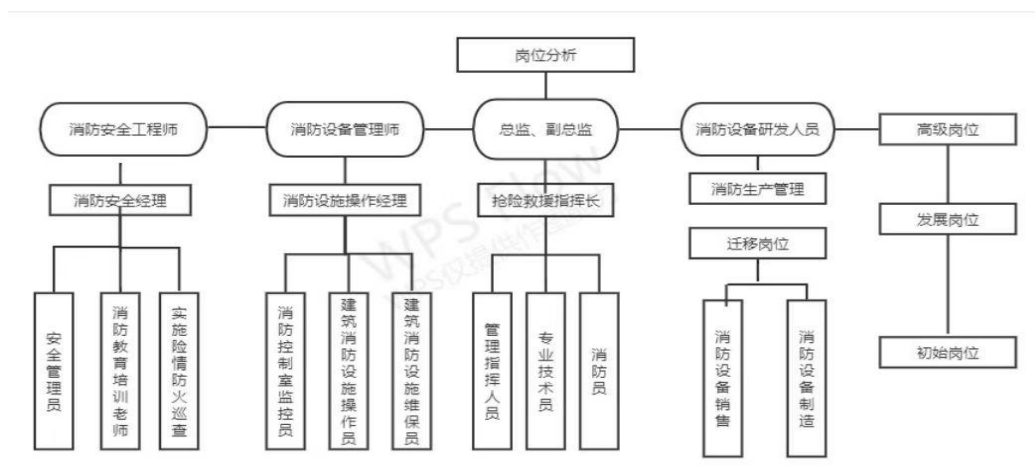 岗位分析
消防安全工程师
消防设备管理师
总监、副总监
消防设备研发人员
高级岗位
消防安全经理
消防设施操作经理
抢险救援指挥长
消防生产管理
发展岗位
迁移岗位
安全管理员
消防教育培训老师
实施险情防火巡查
消防控制室监控员
建筑消防设施操作员
建筑消防设施维保员
管理指挥人员
专业技术员
消防员
消防设备销售
消防设备制造
初始岗位
WPS Flow